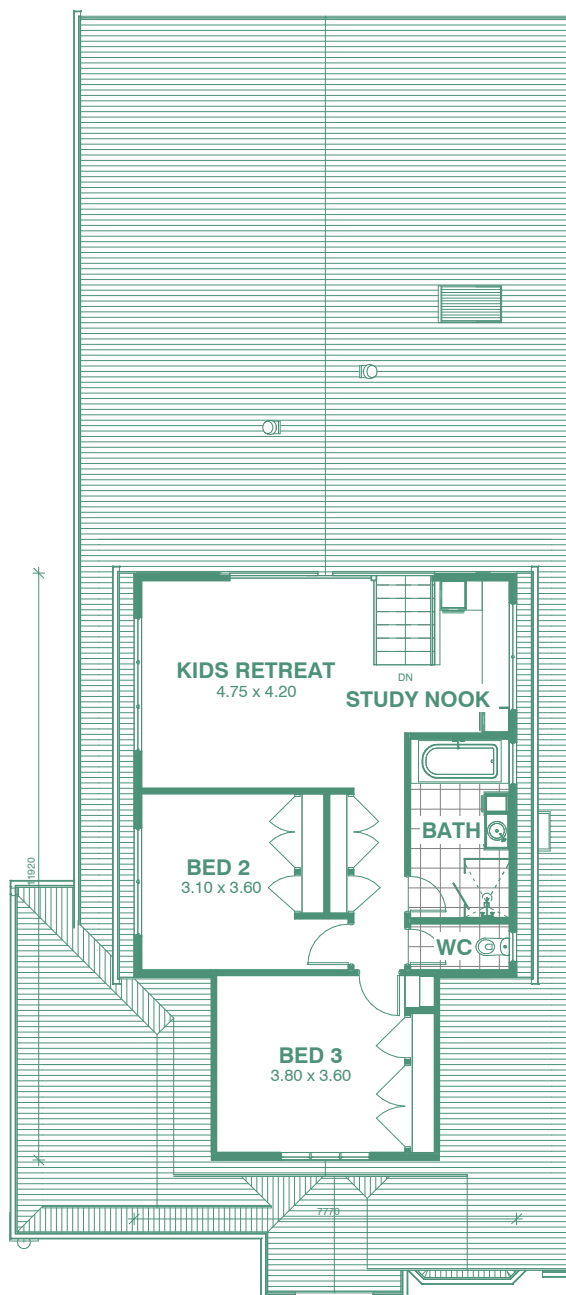 KIDS RETREAT
4.75 x 4.20
DN
STUDY NOOK
BATH
BED 2
3.10 x 3.60
11920
WC
BED 3
3.80 x 3.60
7770